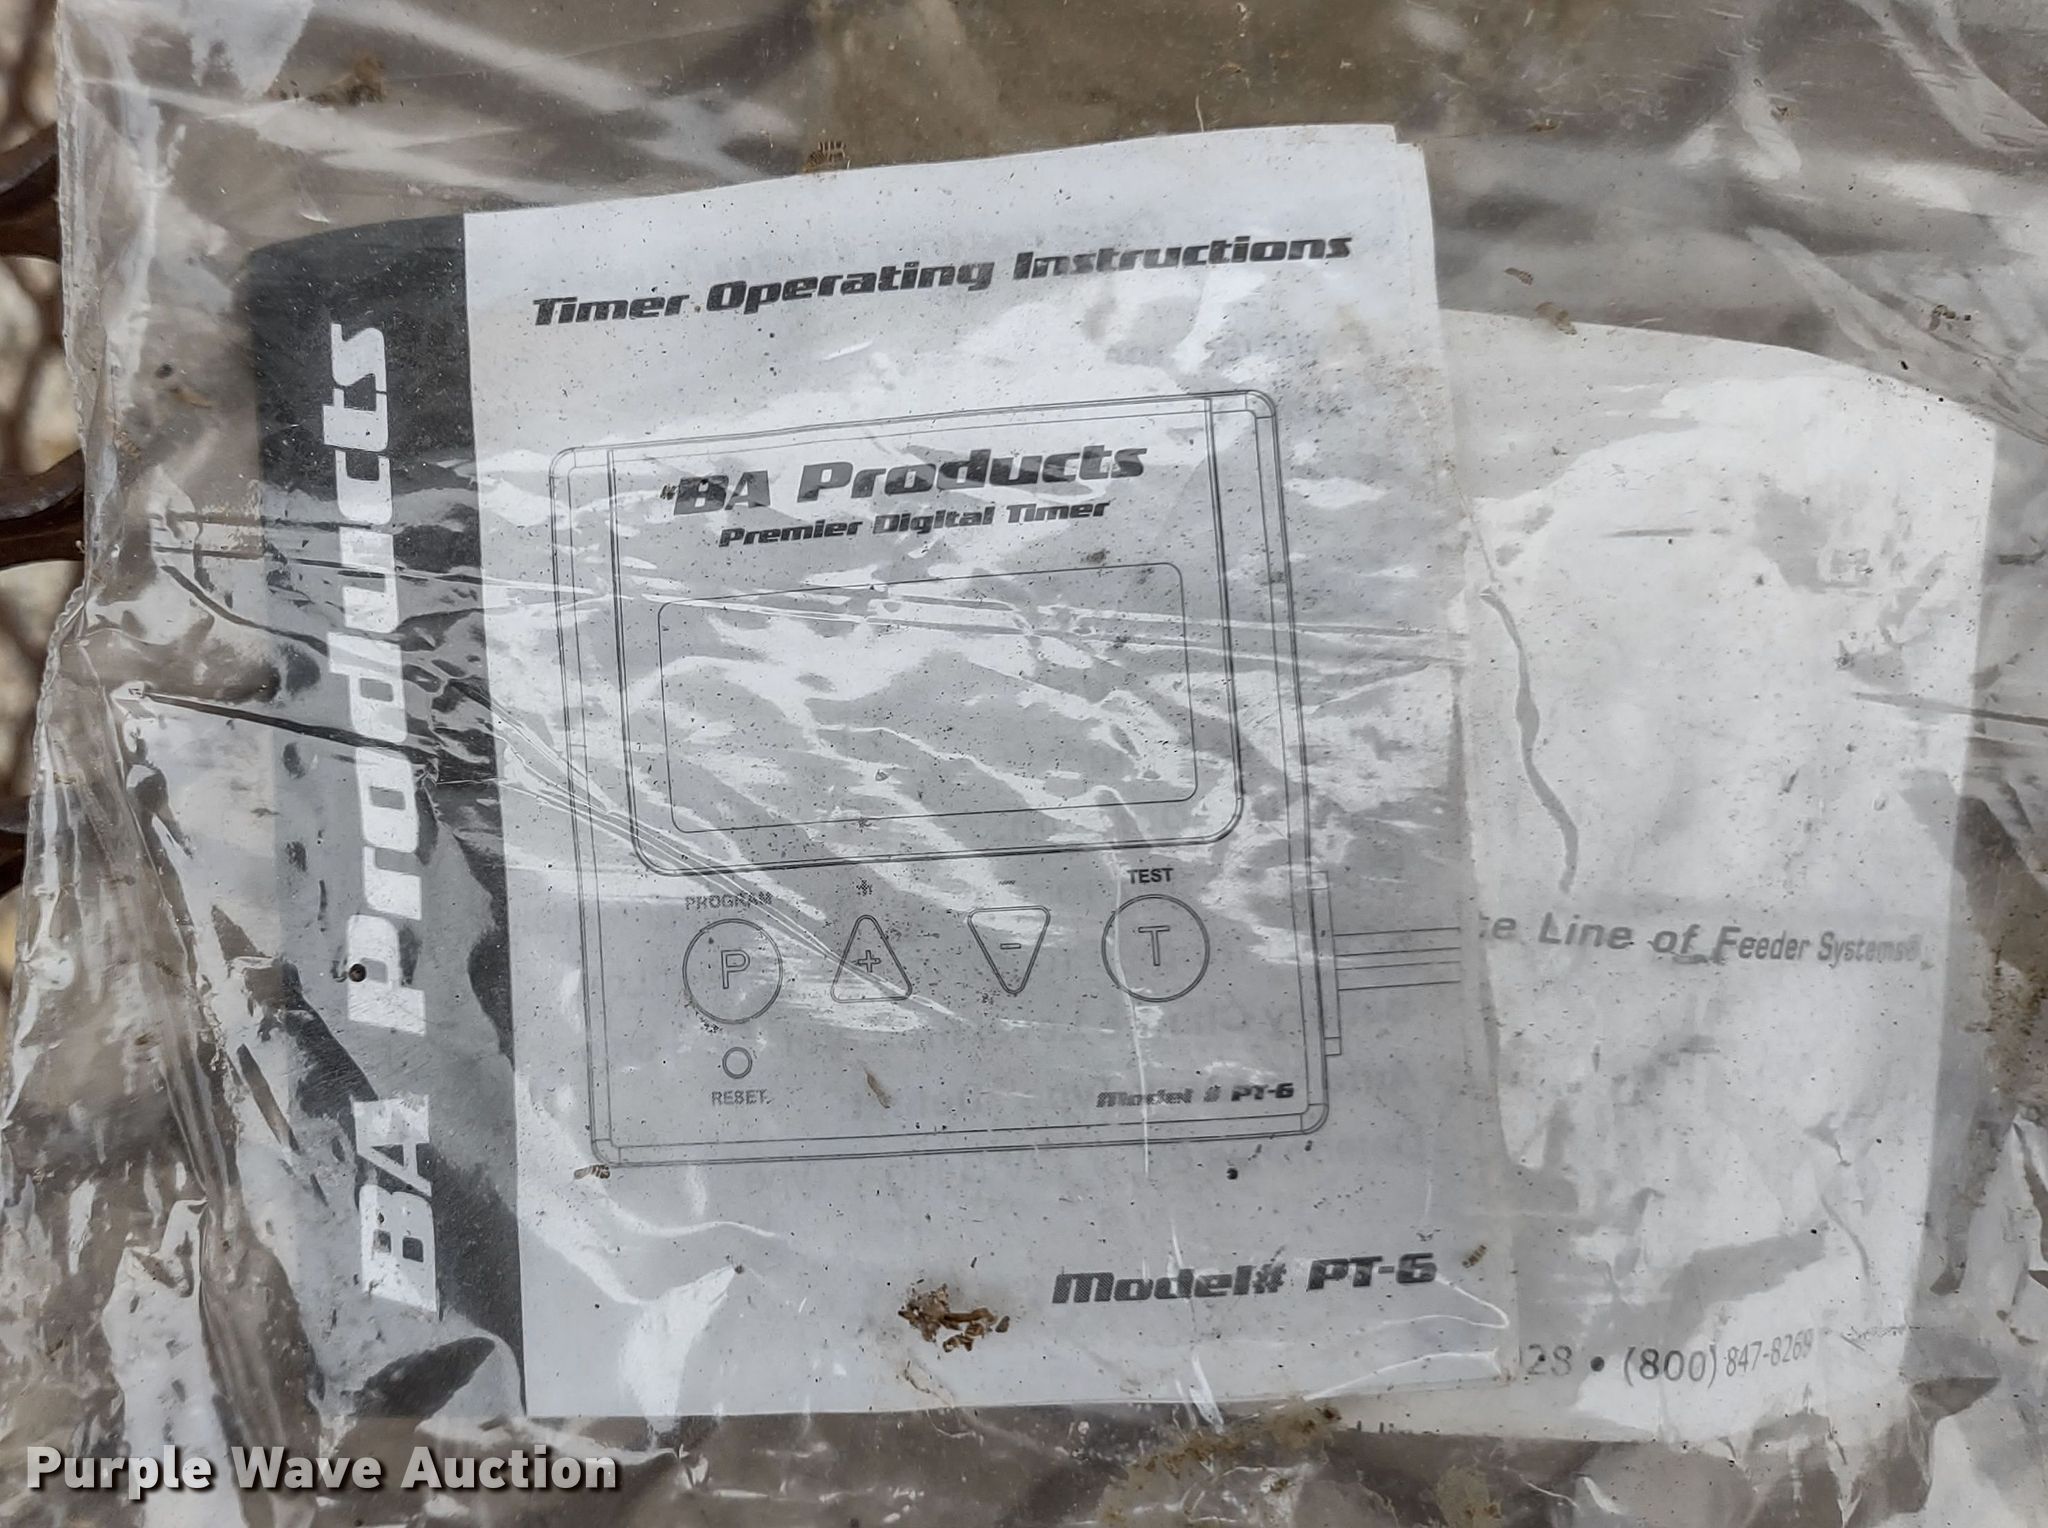 BA Products
Timer Operating Instructions
BA Products
Premier Digital Timer
PROGRAM
+
-
TEST
P
+
-
T
RESET
Model # PT-6
Model# PT-6
te Line of Feeder Systems®
28 • (800) 847-8269
Purple Wave Auction